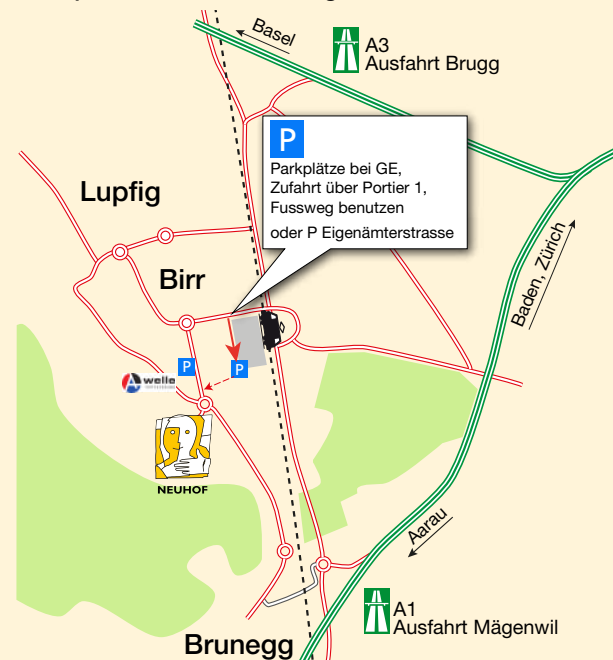 Basel
A3
Ausfahrt Brugg
P
Parkplätze bei GE,
Zufahrt über Portier 1,
Fussweg benutzen
oder P Eigenämterstrasse
Lupfig
Birr
Baden, Zürich
P
P
welle
NEUHOF
Aarau
A1
Ausfahrt Mägenwil
Brunegg